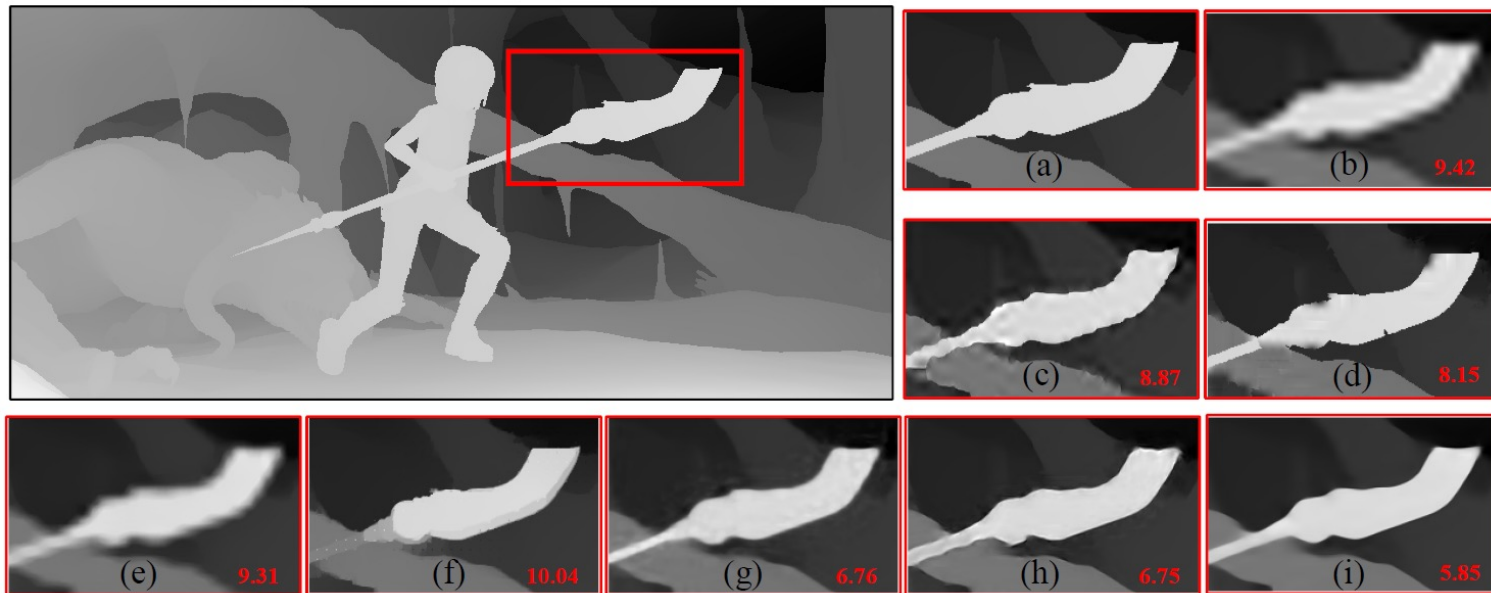 (a)
(b)
9.42
(c)
8.87
(d)
8.15
(e)
9.31
(f)
10.04
(g)
6.76
(h)
6.75
(i)
5.85